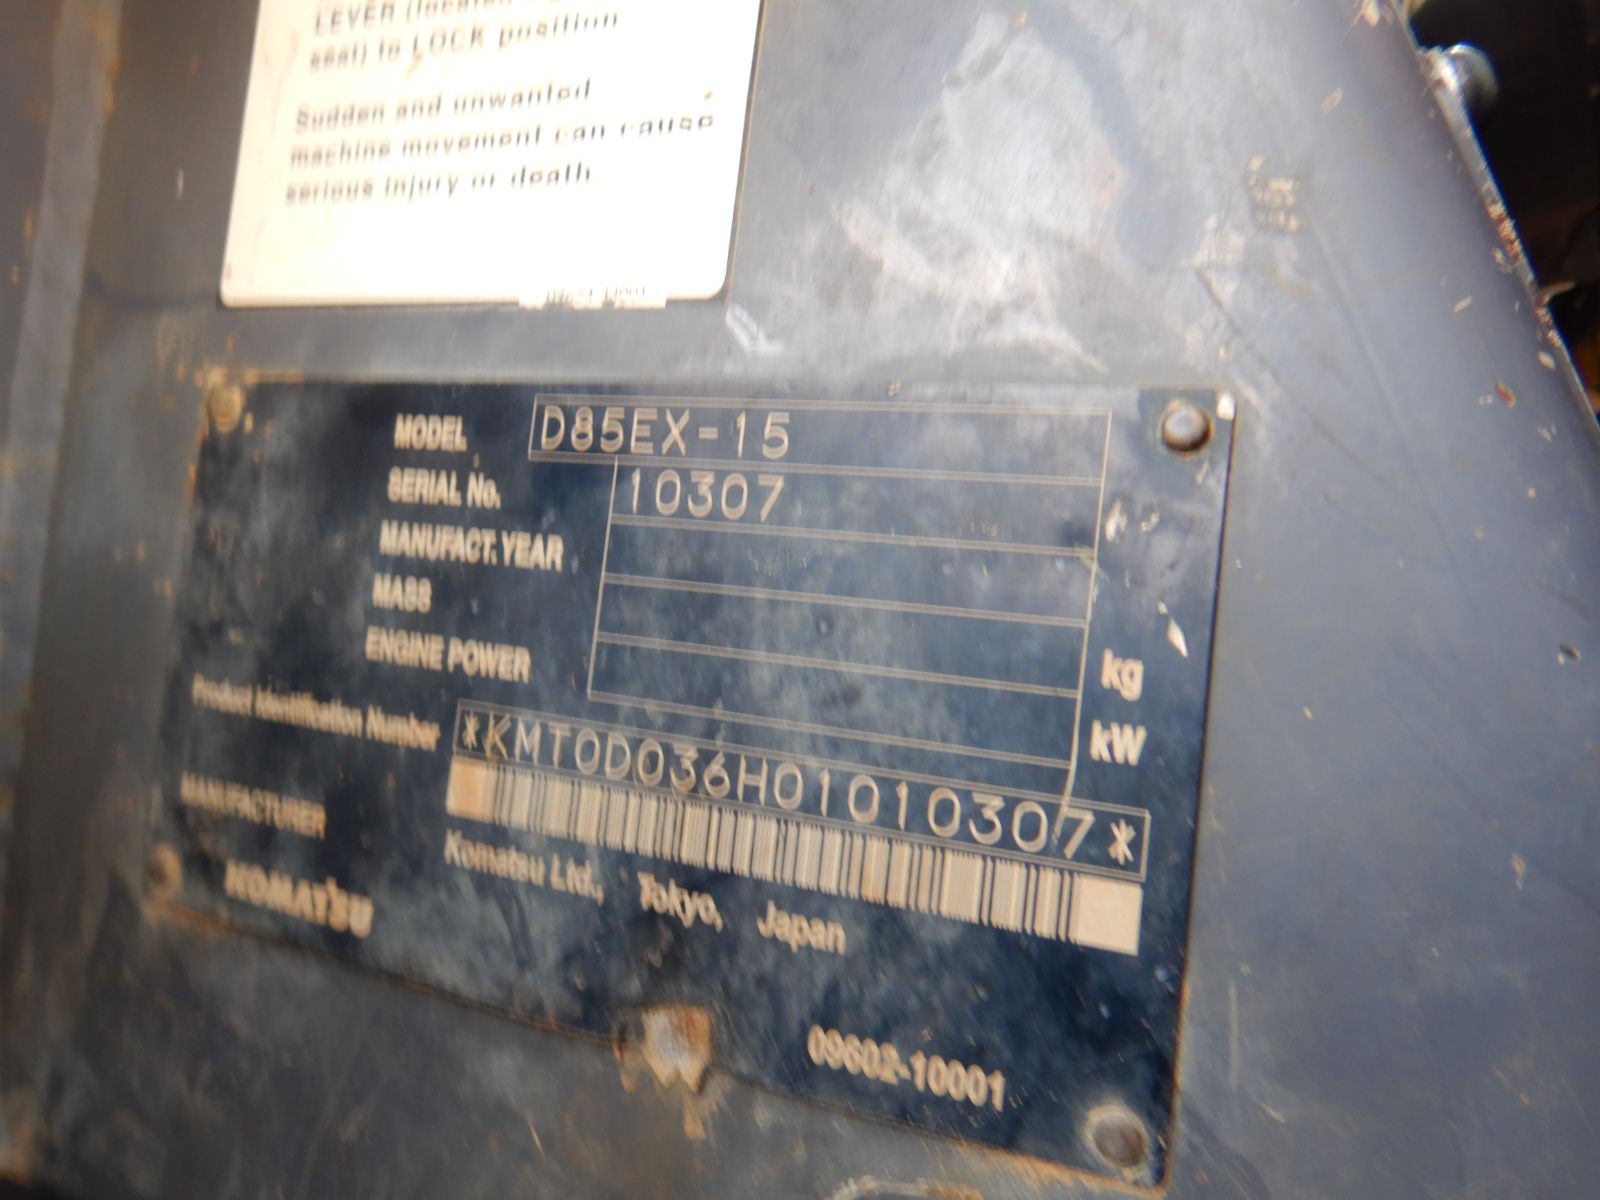 LEVER (located
seat) to LOCK position
Sudden and unwanted
machine movement can cause
serious injury or death.
MODEL D85EX-15
SERIAL No. 10307
MANUFACT. YEAR
MASS kg
ENGINE POWER kW
Product Identification Number *KMT0D036H01010307*
MANUFACTURER Komatsu Ltd., Tokyo, Japan
KOMATSU
09602-10001